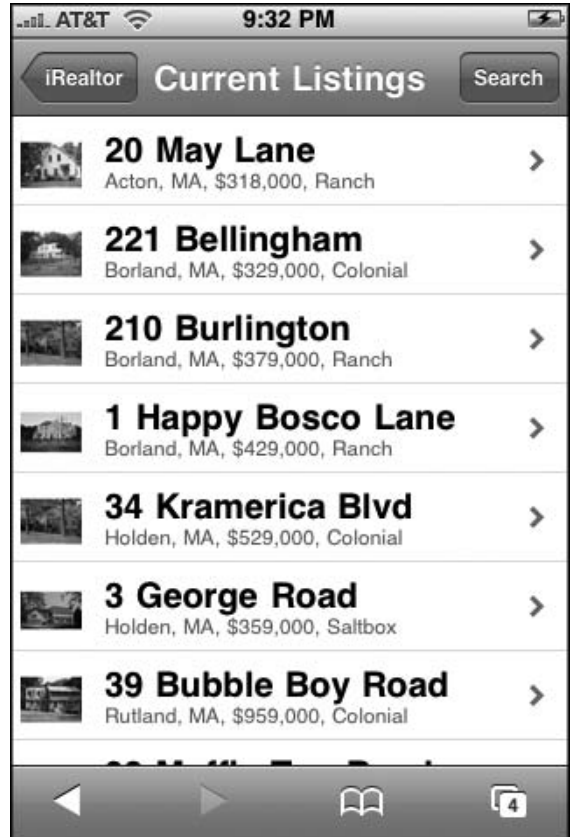 AT&T 9:32 PM
iRealtor Current Listings Search
20 May Lane
Acton, MA, $318,000, Ranch
221 Bellingham
Borland, MA, $329,000, Colonial
210 Burlington
Borland, MA, $379,000, Ranch
1 Happy Bosco Lane
Borland, MA, $429,000, Ranch
34 Kramerica Blvd
Holden, MA, $529,000, Colonial
3 George Road
Holden, MA, $359,000, Saltbox
39 Bubble Boy Road
Rutland, MA, $959,000, Colonial
4